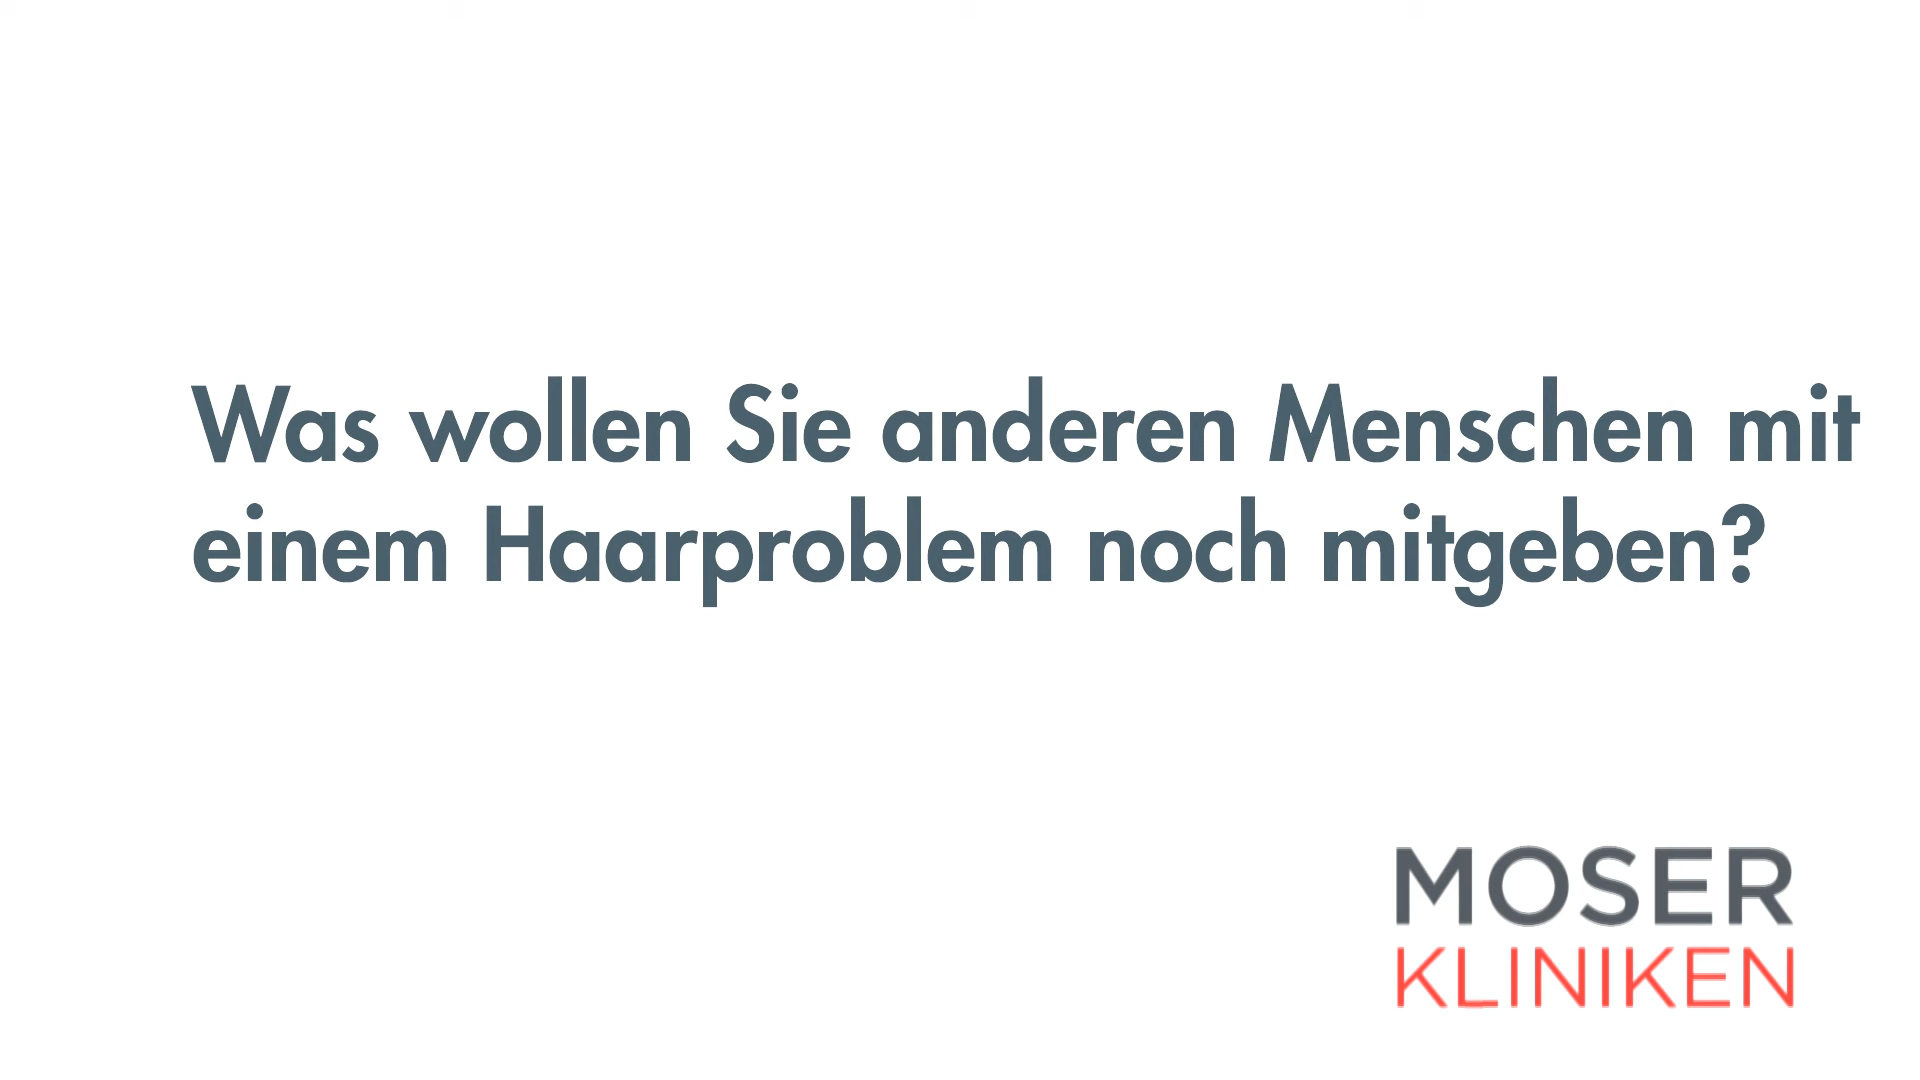 Was wollen Sie anderen Menschen mit
einem Haarproblem noch mitgeben?
MOSER
KLINIKEN